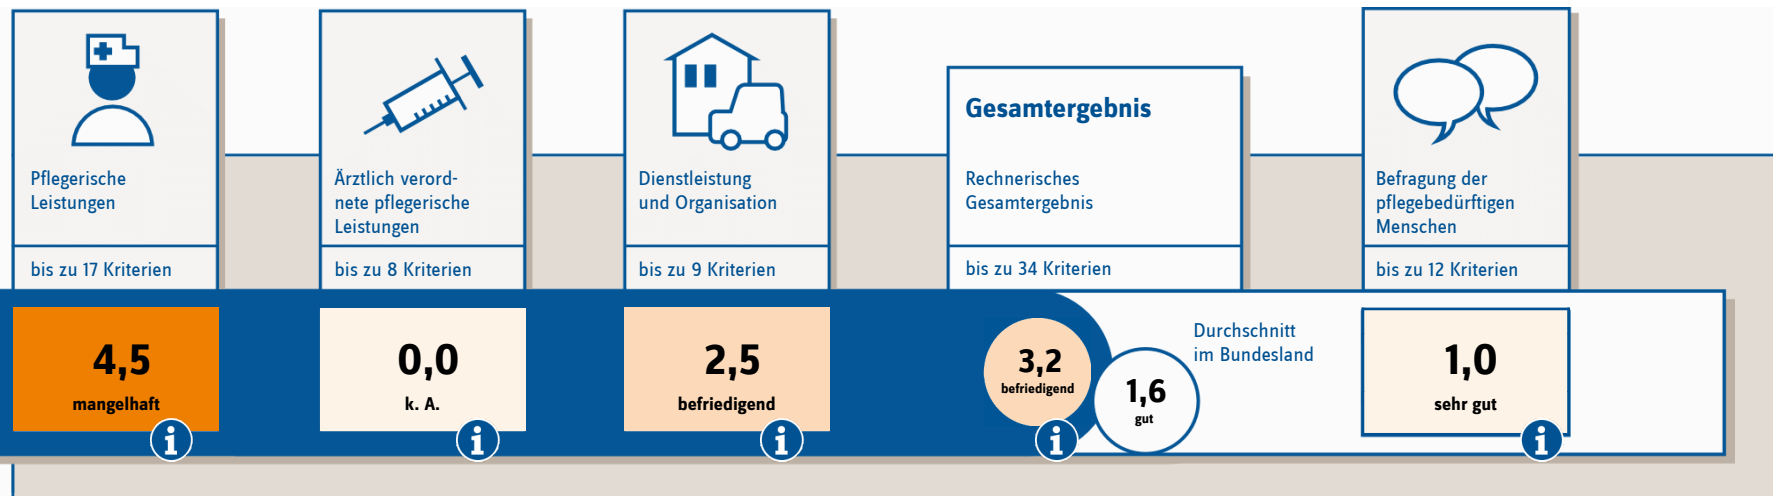 Pflegerische
Leistungen
bis zu 17 Kriterien
4,5
mangelhaft
i
Ärztlich verord-
nete pflegerische
Leistungen
bis zu 8 Kriterien
0,0
k. A.
i
Dienstleistung
und Organisation
bis zu 9 Kriterien
2,5
befriedigend
i
Gesamtergebnis
Rechnerisches
Gesamtergebnis
bis zu 34 Kriterien
3,2
befriedigend
i
1,6
gut
Durchschnitt
im Bundesland
Befragung der
pflegebedürftigen
Menschen
bis zu 12 Kriterien
1,0
sehr gut
i